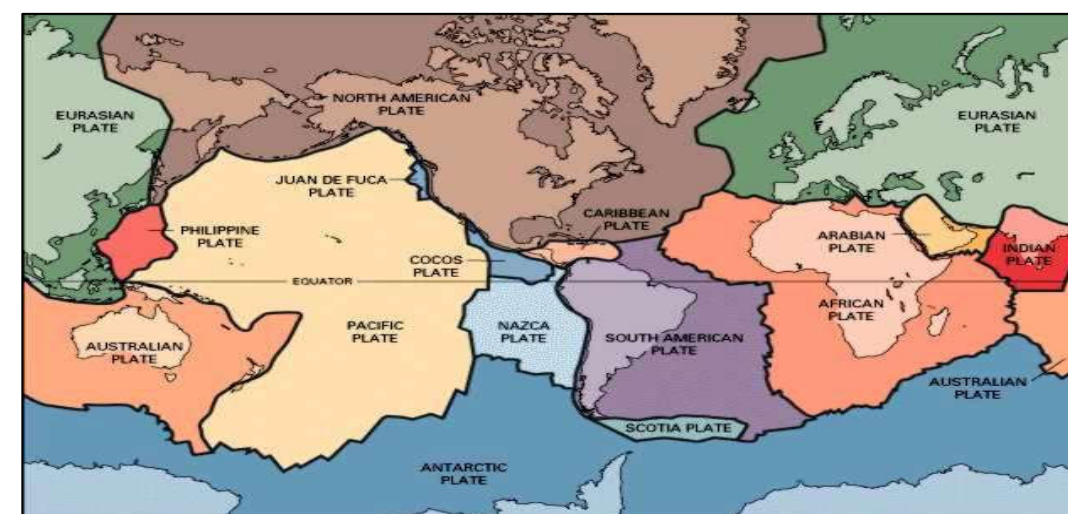 NORTH AMERICAN
PLATE
EURASIAN
PLATE
EURASIAN
PLATE
JUAN DE FUCA
PLATE
CARIBBEAN
PLATE
PHILIPPINE
PLATE
ARABIAN
PLATE
INDIAN
PLATE
COCOS
PLATE
EQUATOR
AUSTRALIAN
PLATE
PACIFIC
PLATE
NAZCA
PLATE
SOUTH AMERICAN
PLATE
AFRICAN
PLATE
AUSTRALIAN
PLATE
SCOTIA PLATE
ANTARCTIC
PLATE